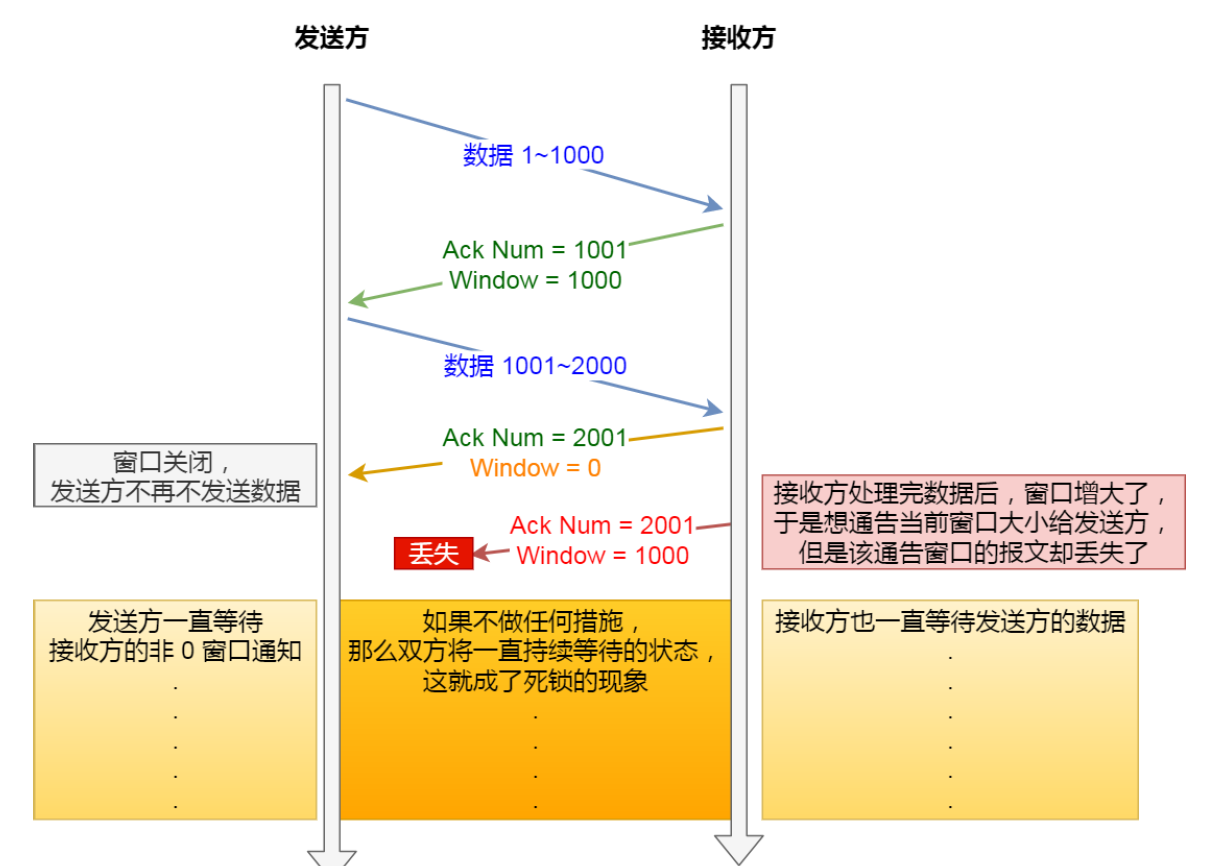 发送方
接收方
数据 1~1000
Ack Num = 1001
Window = 1000
数据 1001~2000
Ack Num = 2001
Window = 0
窗口关闭，
发送方不再不发送数据
接收方处理完数据后，窗口增大了，
于是想通告当前窗口大小给发送方，
但是该通告窗口的报文却丢失了
Ack Num = 2001
Window = 1000
丢失
发送方一直等待
接收方的非 0 窗口通知
.
.
.
.
.
如果不做任何措施，
那么双方将一直持续等待的状态，
这就成了死锁的现象
.
.
.
.
接收方也一直等待发送方的数据
.
.
.
.
.
.